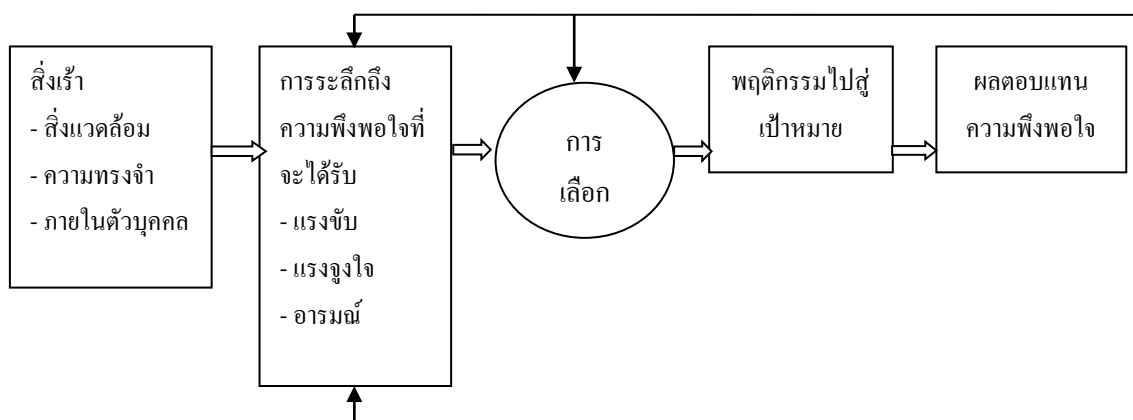 สิ่งเร้า
- สิ่งแวดล้อม
- ความทรงจำ
- ภายในตัวบุคคล
การระลึกถึง
ความพึงพอใจที่
จะได้รับ
- แรงขับ
- แรงจูงใจ
- อารมณ์
การ
เลือก
พฤติกรรมไปสู่
เป้าหมาย
ผลตอบแทน
ความพึงพอใจ